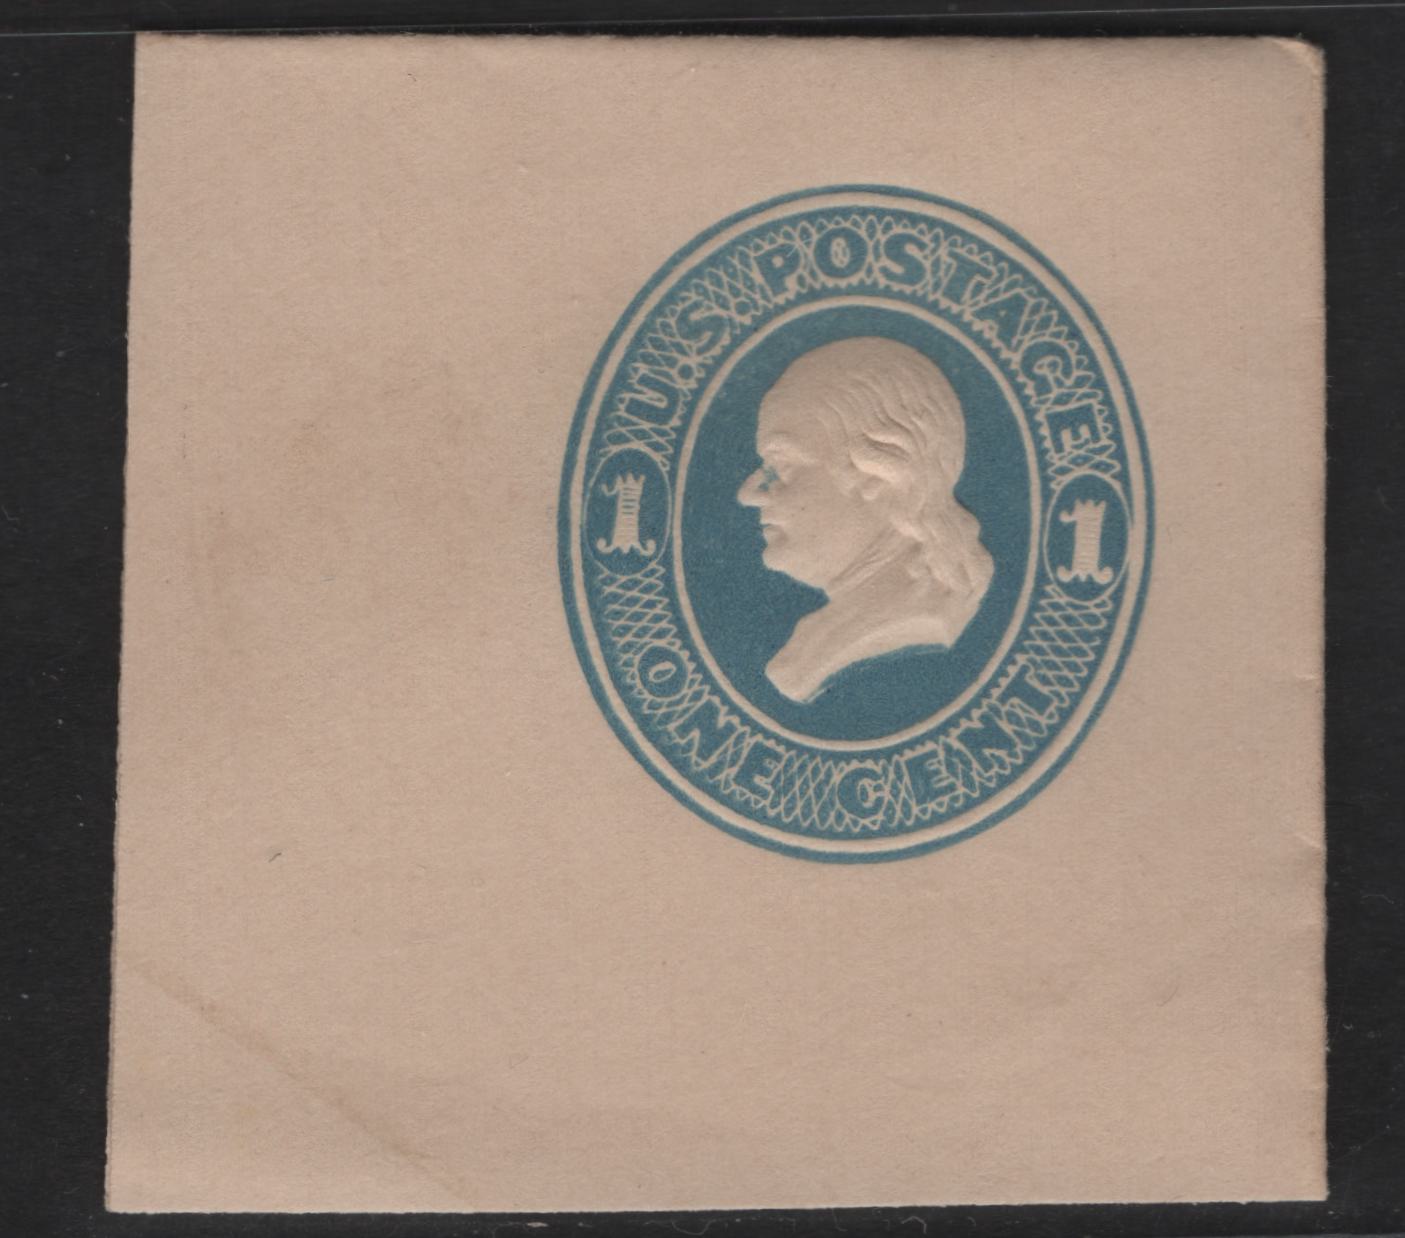 U.S. POSTAGE
1 1
ONE CENT